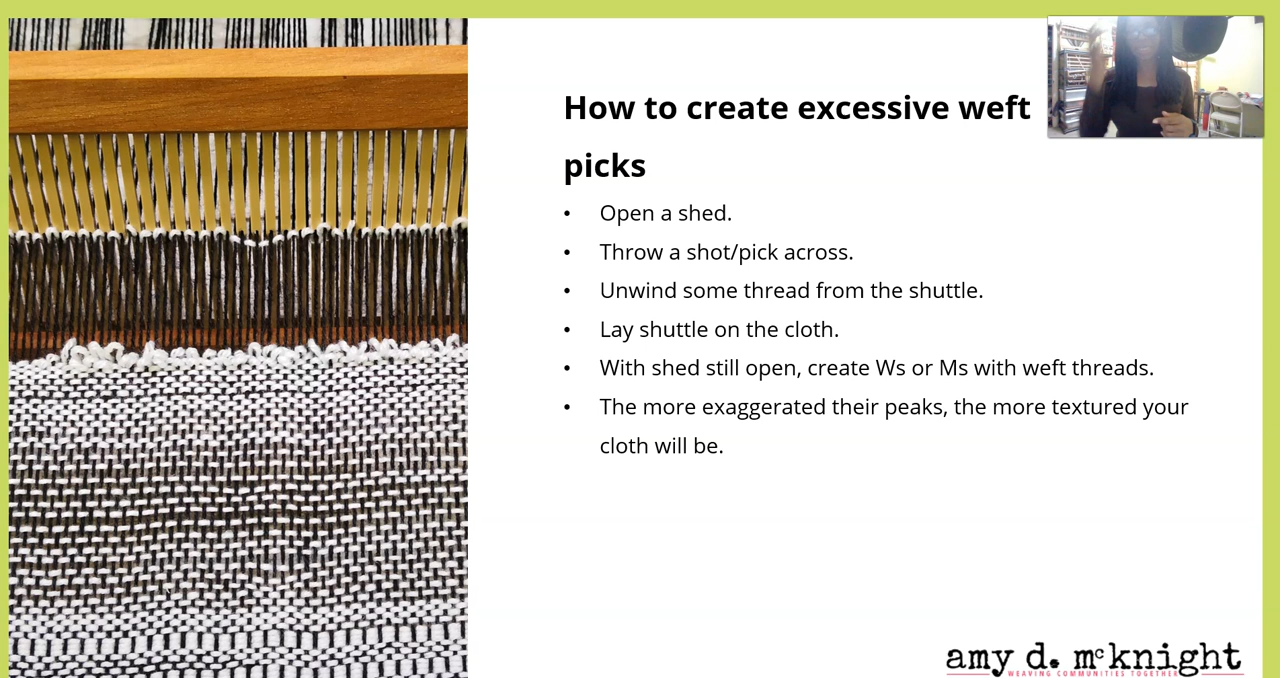 How to create excessive weft
picks
• Open a shed.
• Throw a shot/pick across.
• Unwind some thread from the shuttle.
• Lay shuttle on the cloth.
• With shed still open, create Ws or Ms with weft threads.
• The more exaggerated their peaks, the more textured your
cloth will be.
amy d. mcknight
WEAVING COMMUNITIES TOGETHER